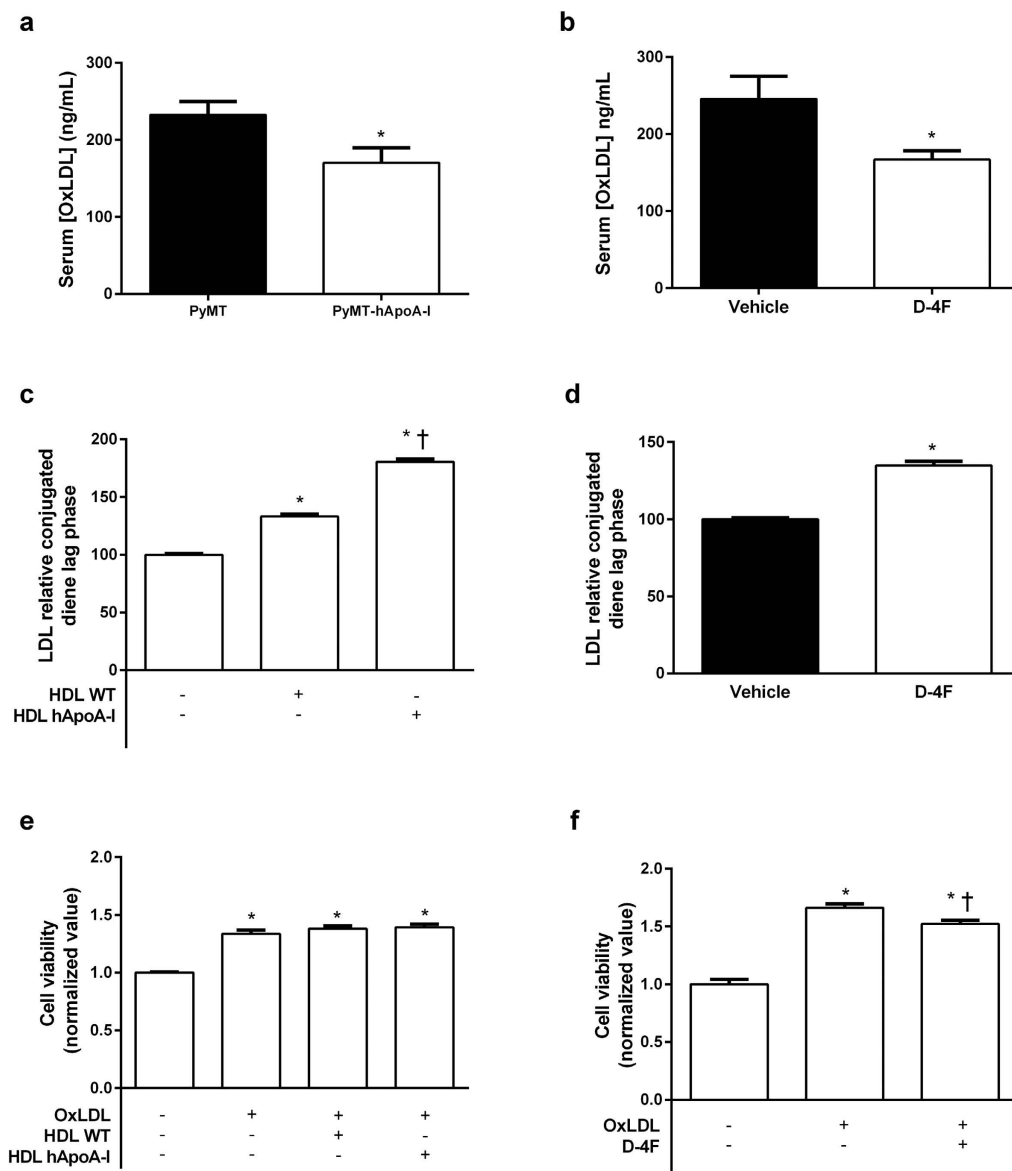 a
Serum [OxLDL] (ng/mL)
300
200
100
0
*
PyMT
PyMT-hApoA-I
b
Serum [OxLDL] ng/mL
300
200
100
0
*
Vehicle
D-4F
c
LDL relative conjugated
diene lag phase
200
150
100
50
0
*
* †
HDL WT - + -
HDL hApoA-I - - +
d
LDL relative conjugated
diene lag phase
150
100
50
0
*
Vehicle
D-4F
e
Cell viability
(normalized value)
2.0
1.5
1.0
0.5
0.0
* * *
OxLDL - + + +
HDL WT - - + -
HDL hApoA-I - - - +
f
Cell viability
(normalized value)
2.0
1.5
1.0
0.5
0.0
*
* †
OxLDL - + +
D-4F - - +